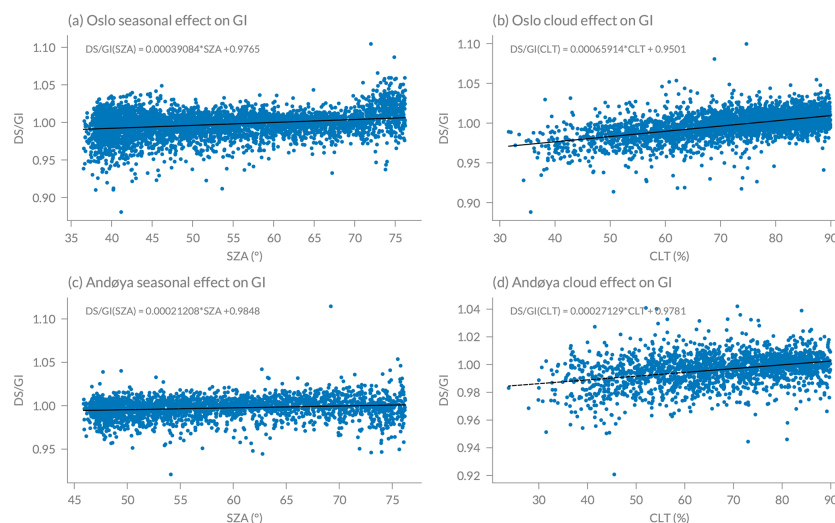 (a) Oslo seasonal effect on GI
DS/GI(SZA) = 0.00039084*SZA +0.9765
1.10
1.05
1.00
0.95
0.90
DS/GI
35 40 45 50 55 60 65 70 75
SZA (°)
(b) Oslo cloud effect on GI
DS/GI(CLT) = 0.00065914*CLT + 0.9501
1.10
1.05
1.00
0.95
0.90
DS/GI
30 40 50 60 70 80 90
CLT (%)
(c) Andøya seasonal effect on GI
DS/GI(SZA) = 0.00021208*SZA +0.9848
1.10
1.05
1.00
0.95
DS/GI
45 50 55 60 65 70 75
SZA (°)
(d) Andøya cloud effect on GI
DS/GI(CLT) = 0.00027129*CLT + 0.9781
1.04
1.02
1.00
0.98
0.96
0.94
0.92
DS/GI
30 40 50 60 70 80 90
CLT (%)